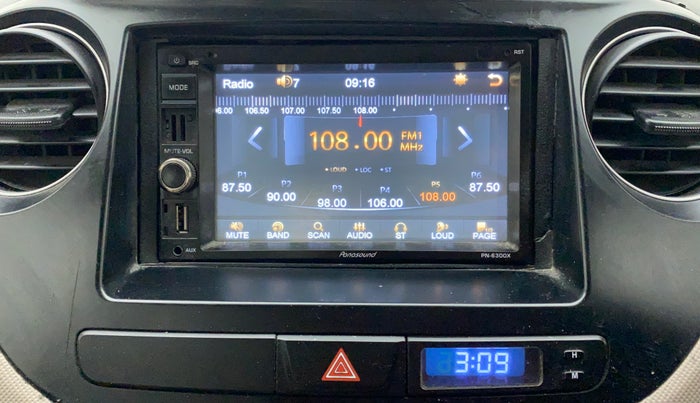 SRC
RST
MODE
MUTE-VOL
AUX
Radio 7 09:16
6.00 106.50 107.00 107.50 108.00
108.00 FM1 MHz
LOUD LOC ST
P1 P2 P3 P4 P5 P6
87.50 90.00 98.00 106.00 108.00 87.50
MUTE BAND SCAN AUDIO ST LOUD PAGE
Panasound PN-6300X
3:09
H
M